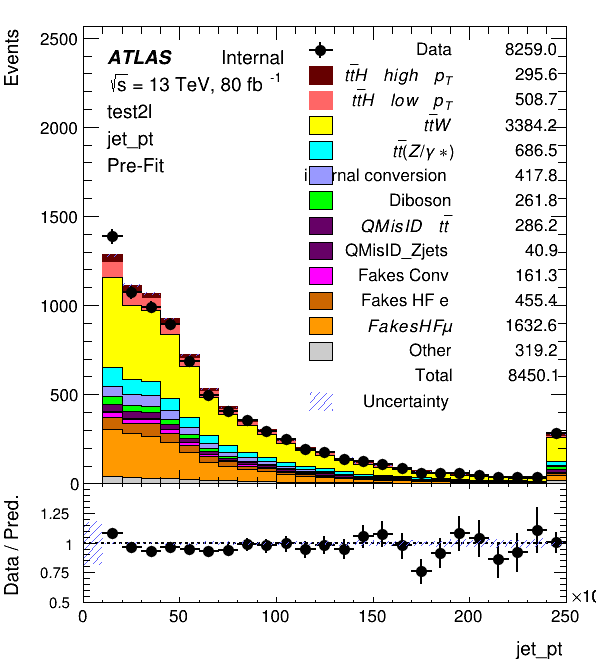 Events
2500
2000
1500
1000
500
0
ATLAS Internal
√s = 13 TeV, 80 fb -1
test2l
jet_pt
Pre-Fit
Data 8259.0
tt̄H high pT 295.6
tt̄H low pT 508.7
tt̄W 3384.2
tt̄(Z/γ*) 686.5
conversion 417.8
Diboson 261.8
QMisID tt̄ 286.2
QMisID_Zjets 40.9
Fakes Conv 161.3
Fakes HF e 455.4
FakesHFμ 1632.6
Other 319.2
Total 8450.1
Uncertainty
Data / Pred.
1.25
1
0.75
0.5
0 50 100 150 200 250
jet_pt